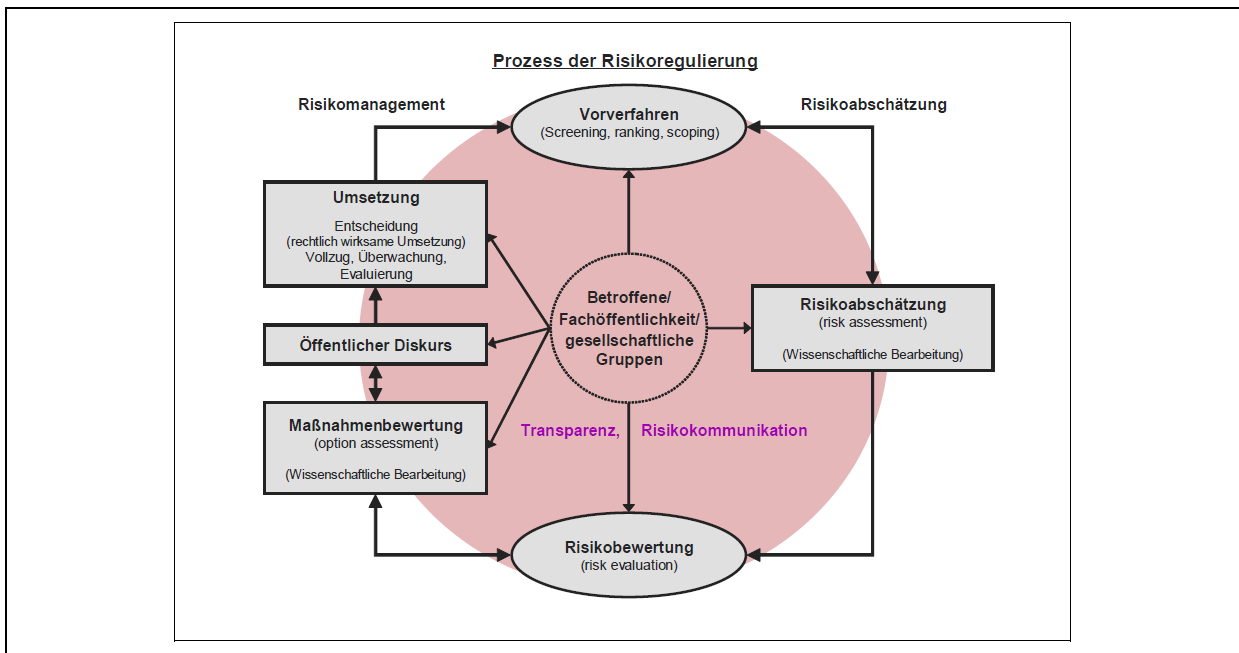 Prozess der Risikoregulierung
Risikomanagement
Risikoabschätzung
Vorverfahren
(Screening, ranking, scoping)
Umsetzung
Entscheidung
(rechtlich wirksame Umsetzung)
Vollzug, Überwachung,
Evaluierung
Betroffene/
Fachöffentlichkeit/
gesellschaftliche
Gruppen
Risikoabschätzung
(risk assessment)
(Wissenschaftliche Bearbeitung)
Öffentlicher Diskurs
Maßnahmenbewertung
(option assessment)
(Wissenschaftliche Bearbeitung)
Transparenz, Risikokommunikation
Risikobewertung
(risk evaluation)